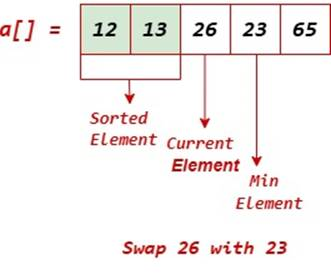 a[] = 12 13 26 23 65
Sorted
Element
Current
Element
Min
Element
Swap 26 with 23